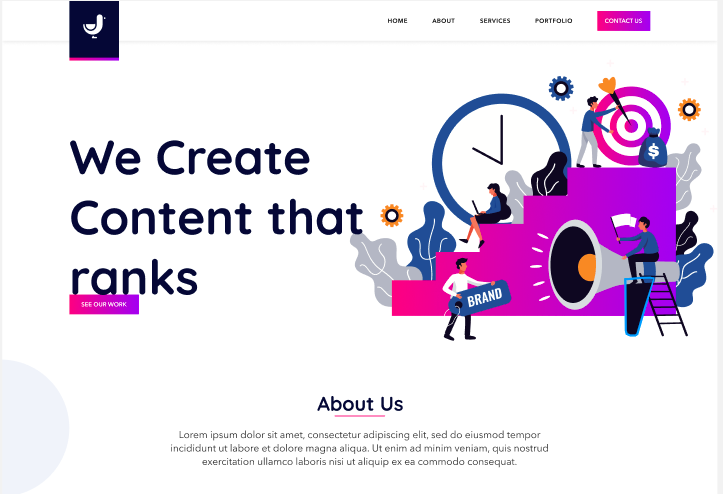 HOME
ABOUT
SERVICES
PORTFOLIO
CONTACT US
We Create
Content that
ranks
SEE OUR WORK
$
BRAND
About Us
Lorem ipsum dolor sit amet, consectetur adipiscing elit, sed do eiusmod tempor
incididunt ut labore et dolore magna aliqua. Ut enim ad minim veniam, quis nostrud
exercitation ullamco laboris nisi ut aliquip ex ea commodo consequat.